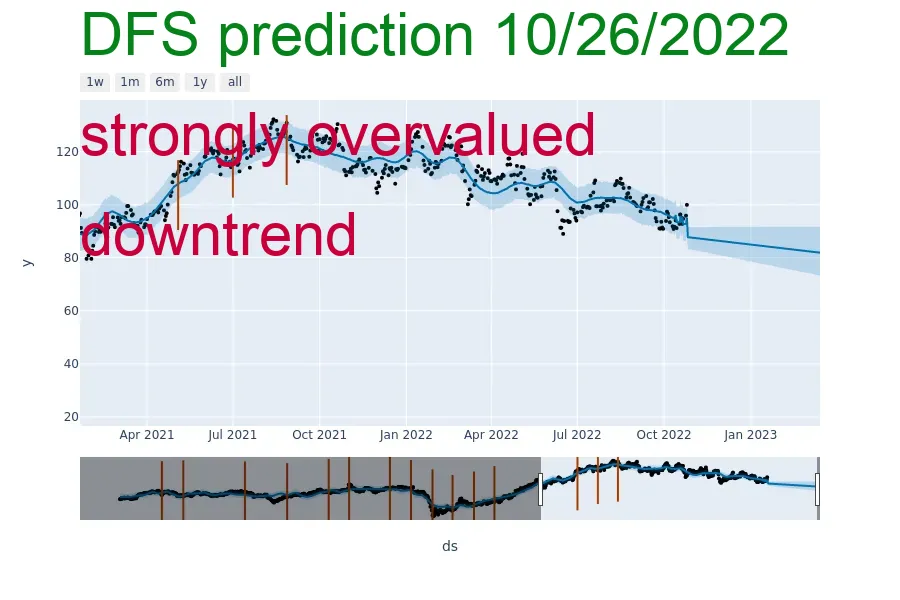 DFS prediction 10/26/2022
1w 1m 6m 1y all
strongly overvalued
downtrend
120
100
80
60
40
20
y
Apr 2021 Jul 2021 Oct 2021 Jan 2022 Apr 2022 Jul 2022 Oct 2022 Jan 2023
ds